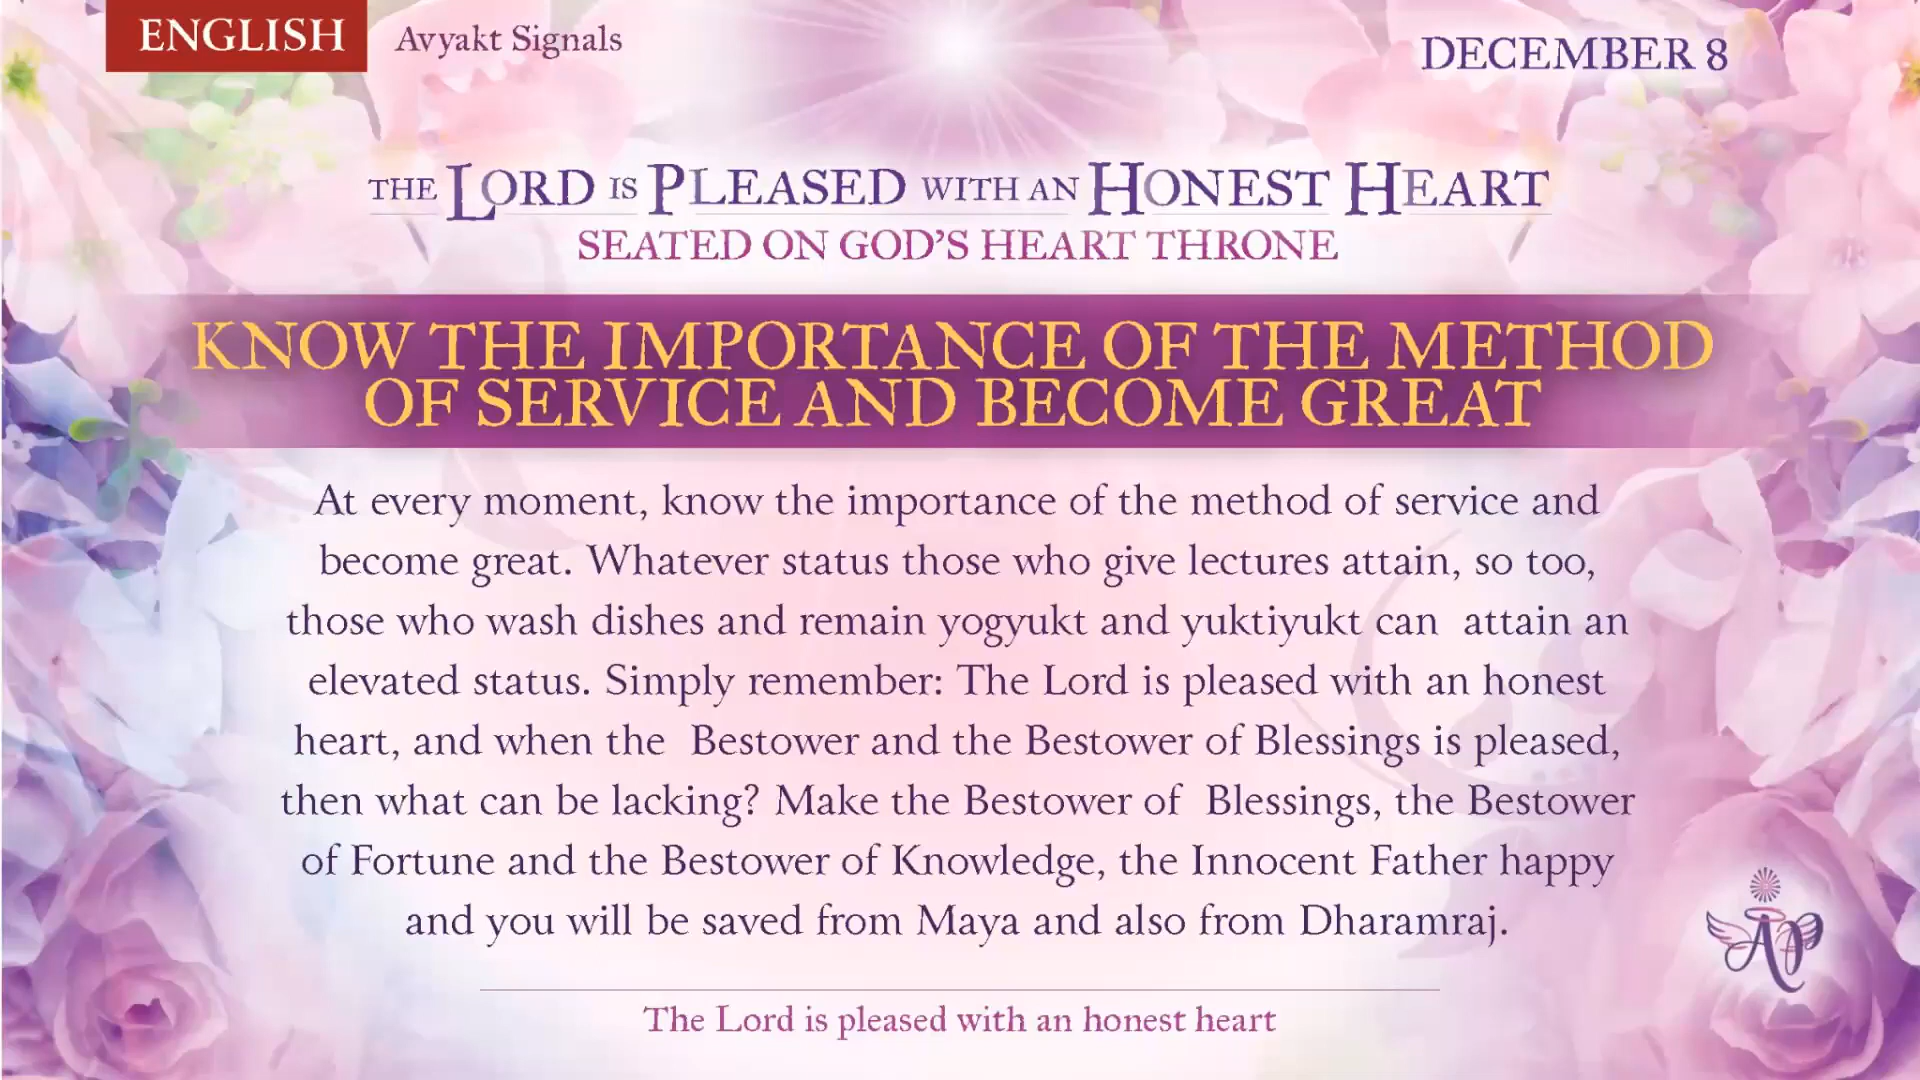 ENGLISH Avyakt Signals DECEMBER 8
THE LORD IS PLEASED WITH AN HONEST HEART
SEATED ON GOD'S HEART THRONE
KNOW THE IMPORTANCE OF THE METHOD
OF SERVICE AND BECOME GREAT
At every moment, know the importance of the method of service and
become great. Whatever status those who give lectures attain, so too,
those who wash dishes and remain yogyukt and yuktiyukt can attain an
elevated status. Simply remember: The Lord is pleased with an honest
heart, and when the Bestower and the Bestower of Blessings is pleased,
then what can be lacking? Make the Bestower of Blessings, the Bestower
of Fortune and the Bestower of Knowledge, the Innocent Father happy
and you will be saved from Maya and also from Dharamraj.
AP
The Lord is pleased with an honest heart